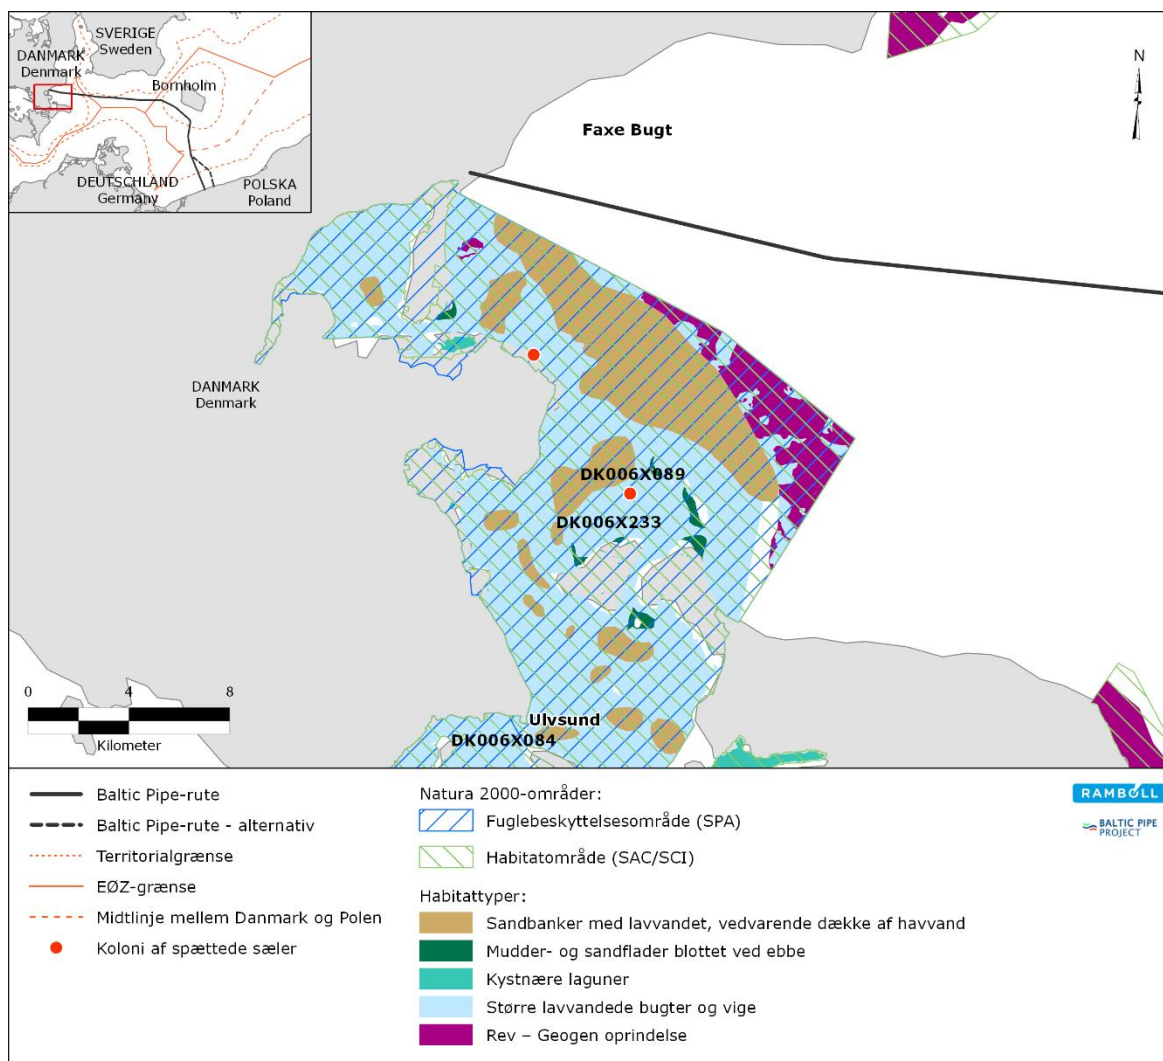 SVERIGE
Sweden
DANMARK
Denmark
Bornholm
DEUTSCHLAND
Germany
POLSKA
Poland
N
Faxe Bugt
DANMARK
Denmark
DK006X089
DK006X233
0 4 8
Kilometer
Ulvsund
DK006X084
Baltic Pipe-rute
Baltic Pipe-rute - alternativ
Territorialgrænse
EØZ-grænse
Midtlinje mellem Danmark og Polen
Koloni af spættede sæler
Natura 2000-områder:
Fuglebeskyttelsesområde (SPA)
Habitatområde (SAC/SCI)
Habitattyper:
Sandbanker med lavvandet, vedvarende dække af havvand
Mudder- og sandflader blottet ved ebbe
Kystnære laguner
Større lavvandede bugter og vige
Rev – Geogen oprindelse
RAMBOLL
BALTIC PIPE
PROJECT